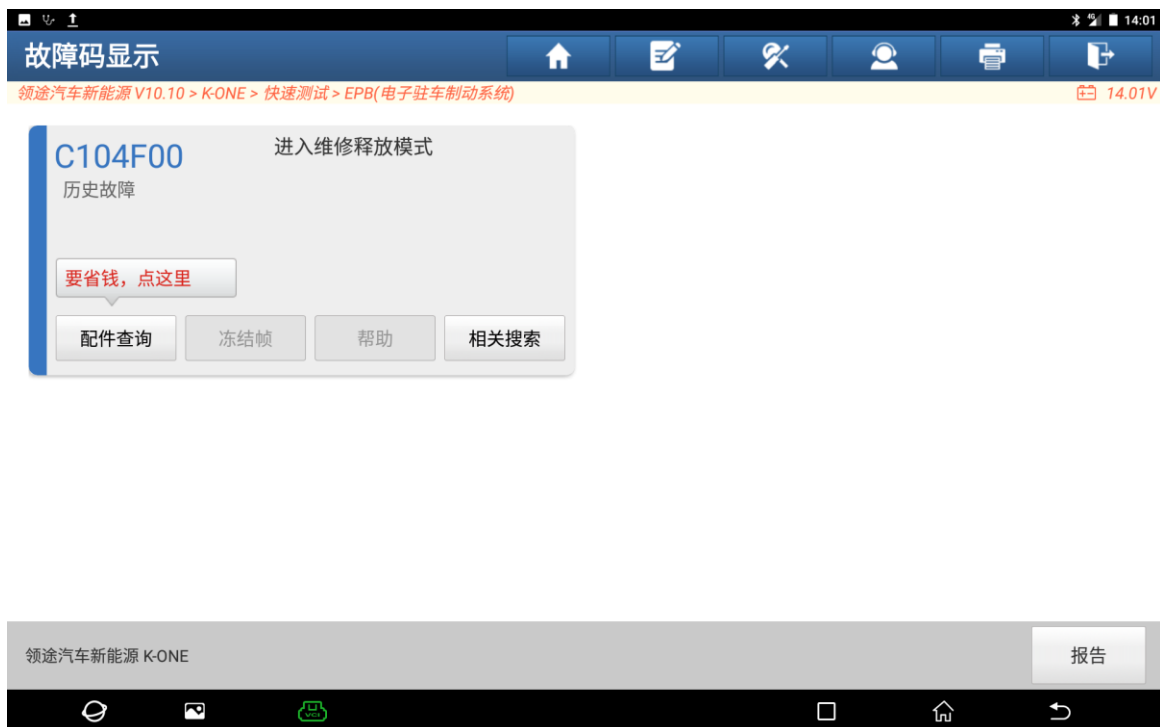 4G 14:01
故障码显示
领途汽车新能源 V10.10 > K-ONE > 快速测试 > EPB(电子驻车制动系统) 14.01V
C104F00 进入维修释放模式
历史故障
要省钱，点这里
配件查询 冻结帧 帮助 相关搜索
领途汽车新能源 K-ONE 报告
VCI